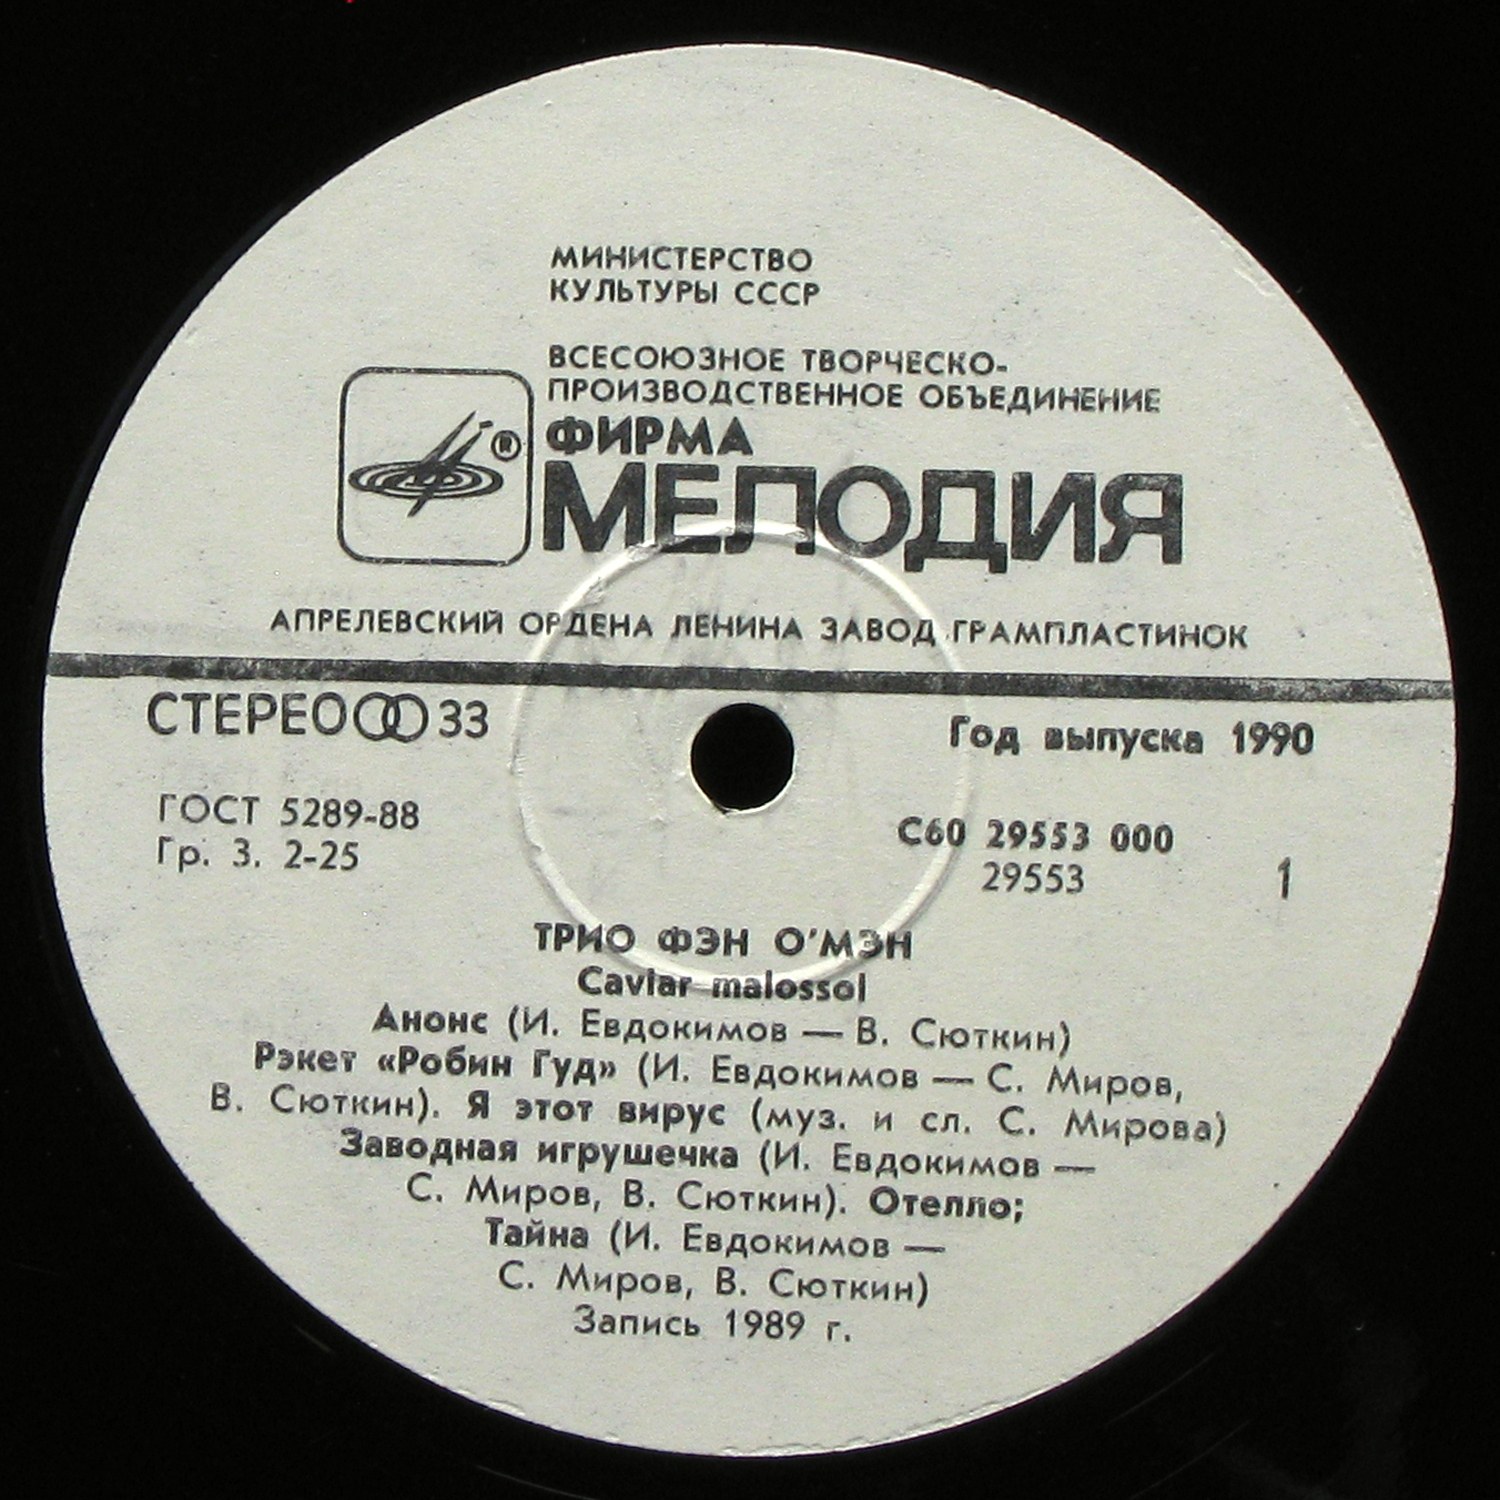 МИНИСТЕРСТВО
КУЛЬТУРЫ СССР
ВСЕСОЮЗНОЕ ТВОРЧЕСКО-
ПРОИЗВОДСТВЕННОЕ ОБЪЕДИНЕНИЕ
ФИРМА
®
МЕЛОДИЯ
АПРЕЛЕВСКИЙ ОРДЕНА ЛЕНИНА ЗАВОД ГРАМПЛАСТИНОК
СТЕРЕО 33
Год выпуска 1990
ГОСТ 5289-88
Гр. 3. 2-25
С60 29553 000
29553
1
ТРИО ФЭН О'МЭН
Caviar malossol
Анонс (И. Евдокимов — В. Сюткин)
Рэкет «Робин Гуд» (И. Евдокимов — С. Миров,
В. Сюткин). Я этот вирус (муз. и сл. С. Мирова)
Заводная игрушечка (И. Евдокимов —
С. Миров, В. Сюткин). Отелло;
Тайна (И. Евдокимов —
С. Миров, В. Сюткин)
Запись 1989 г.